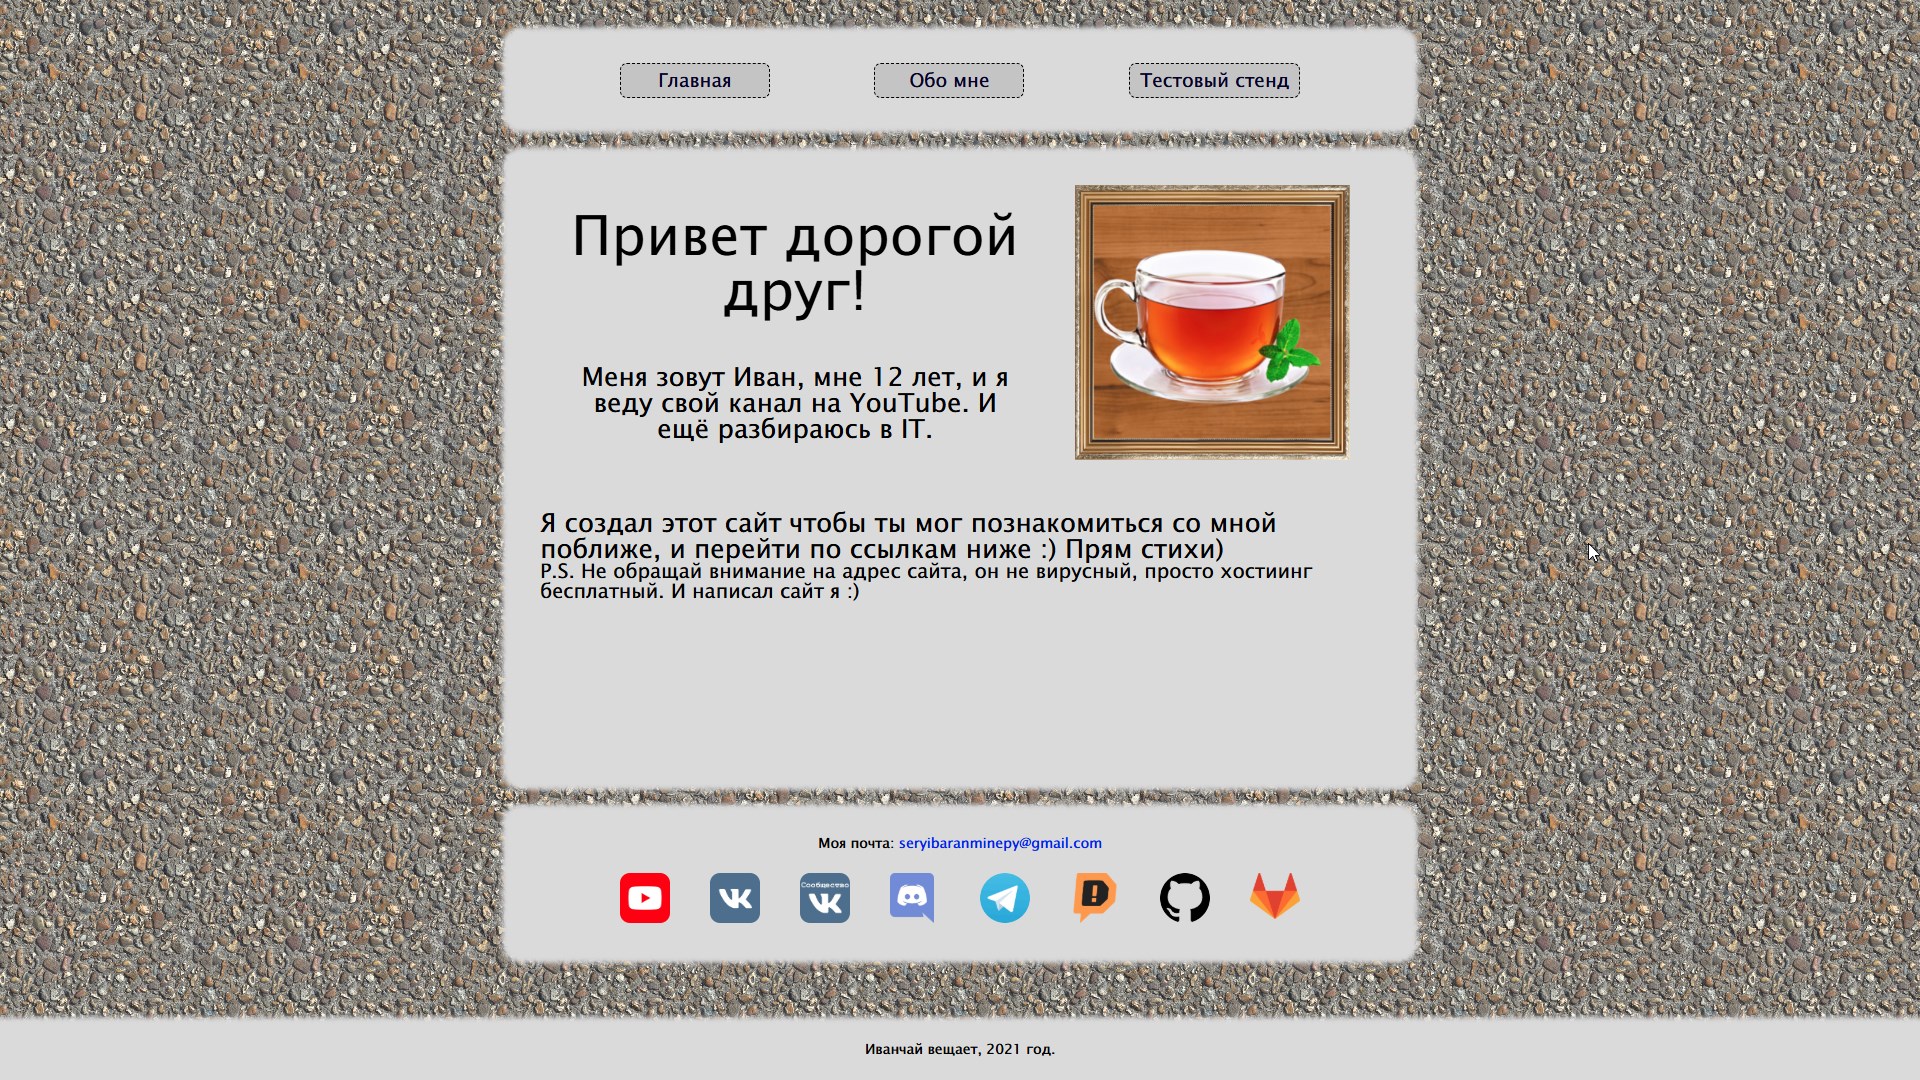 Главная
Обо мне
Тестовый стенд
Привет дорогой
друг!
Меня зовут Иван, мне 12 лет, и я
веду свой канал на YouTube. И
ещё разбираюсь в IT.
Я создал этот сайт чтобы ты мог познакомиться со мной
поближе, и перейти по ссылкам ниже :) Прям стихи)
P.S. Не обращай внимание на адрес сайта, он не вирусный, просто хостиинг
бесплатный. И написал сайт я :)
Моя почта: seryibaranminepy@gmail.com
Сообщество
Иванчай вещает, 2021 год.